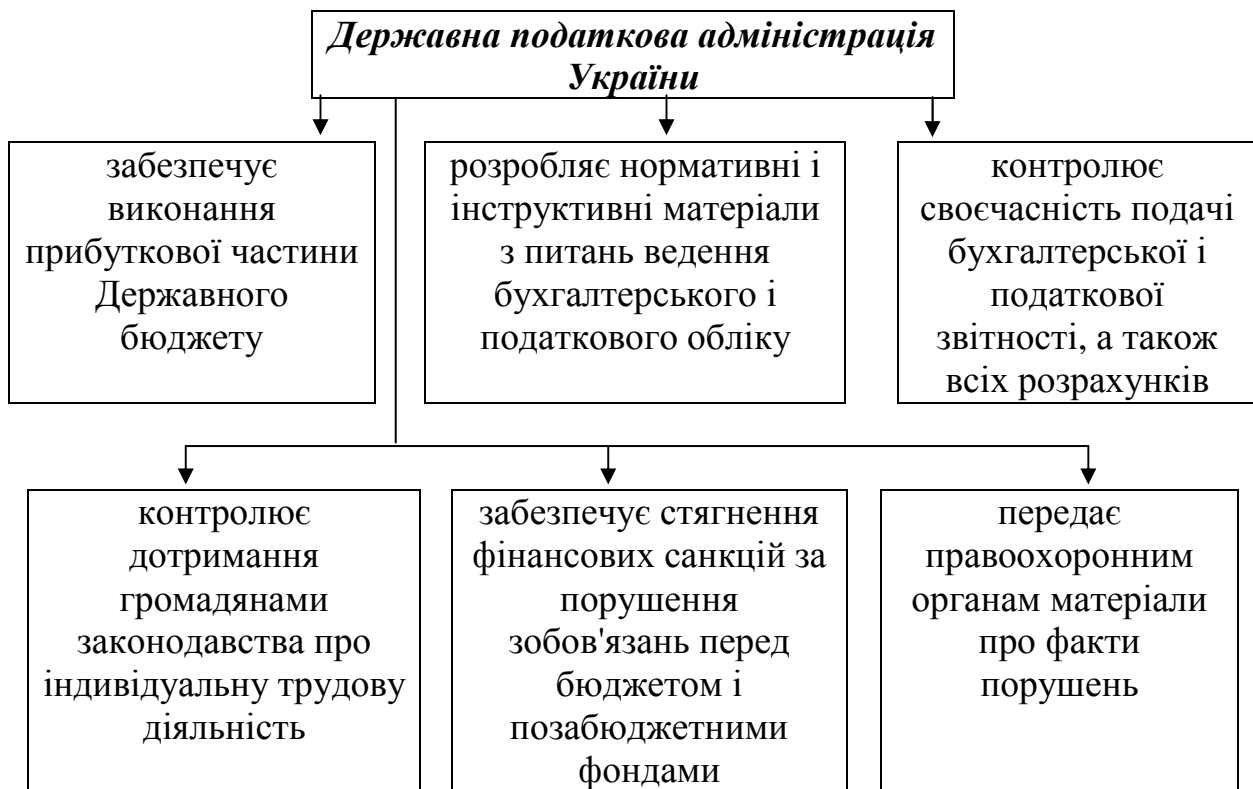 Державна податкова адміністрація
України
забезпечує
виконання
прибуткової частини
Державного
бюджету
розробляє нормативні і
інструктивні матеріали
з питань ведення
бухгалтерського і
податкового обліку
контролює
своєчасність подачі
бухгалтерської і
податкової
звітності, а також
всіх розрахунків
контролює
дотримання
громадянами
законодавства про
індивідуальну трудову
діяльність
забезпечує стягнення
фінансових санкцій за
порушення
зобов'язань перед
бюджетом і
позабюджетними
фондами
передає
правоохоронним
органам матеріали
про факти
порушень